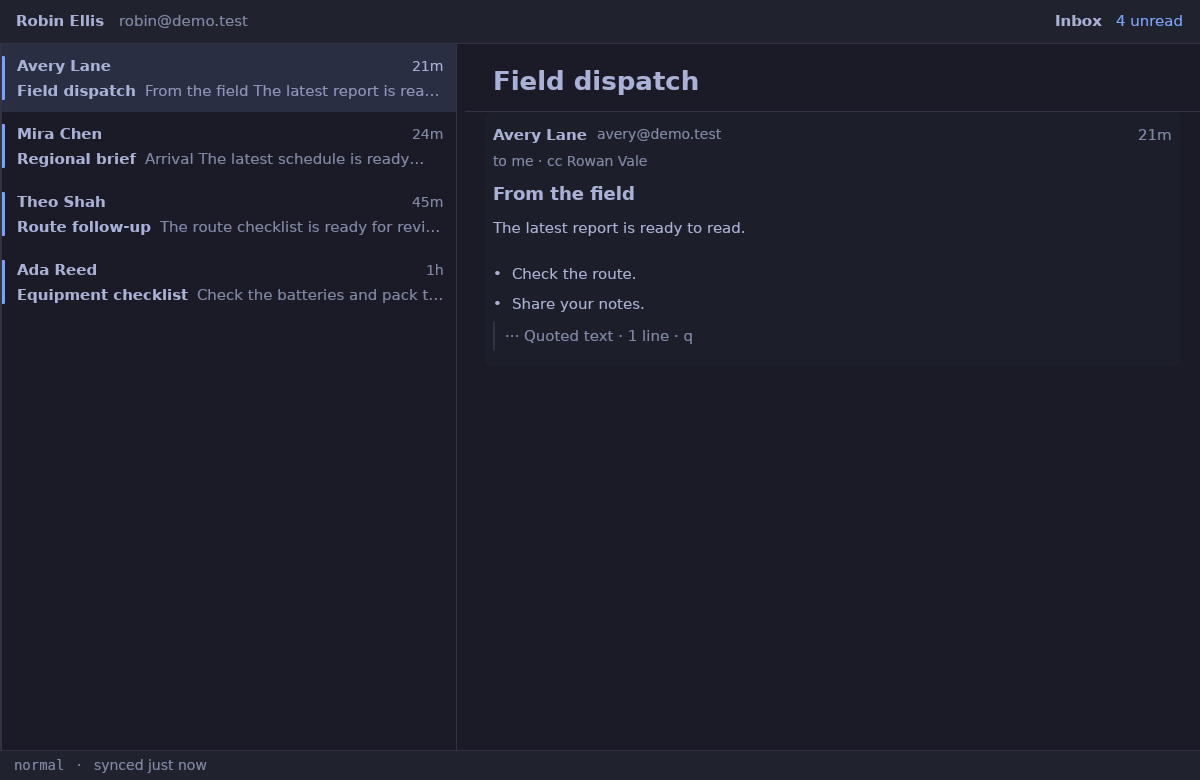 Robin Ellis robin@demo.test
Inbox 4 unread
Avery Lane 21m
Field dispatch From the field The latest report is rea…
Mira Chen 24m
Regional brief Arrival The latest schedule is ready…
Theo Shah 45m
Route follow-up The route checklist is ready for revi…
Ada Reed 1h
Equipment checklist Check the batteries and pack t…
Field dispatch
Avery Lane avery@demo.test 21m
to me · cc Rowan Vale
From the field
The latest report is ready to read.
• Check the route.
• Share your notes.
··· Quoted text · 1 line · q
normal · synced just now